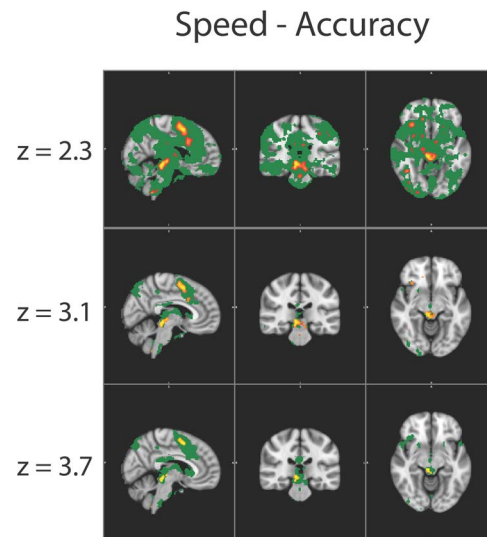 Speed - Accuracy
z = 2.3
z = 3.1
z = 3.7